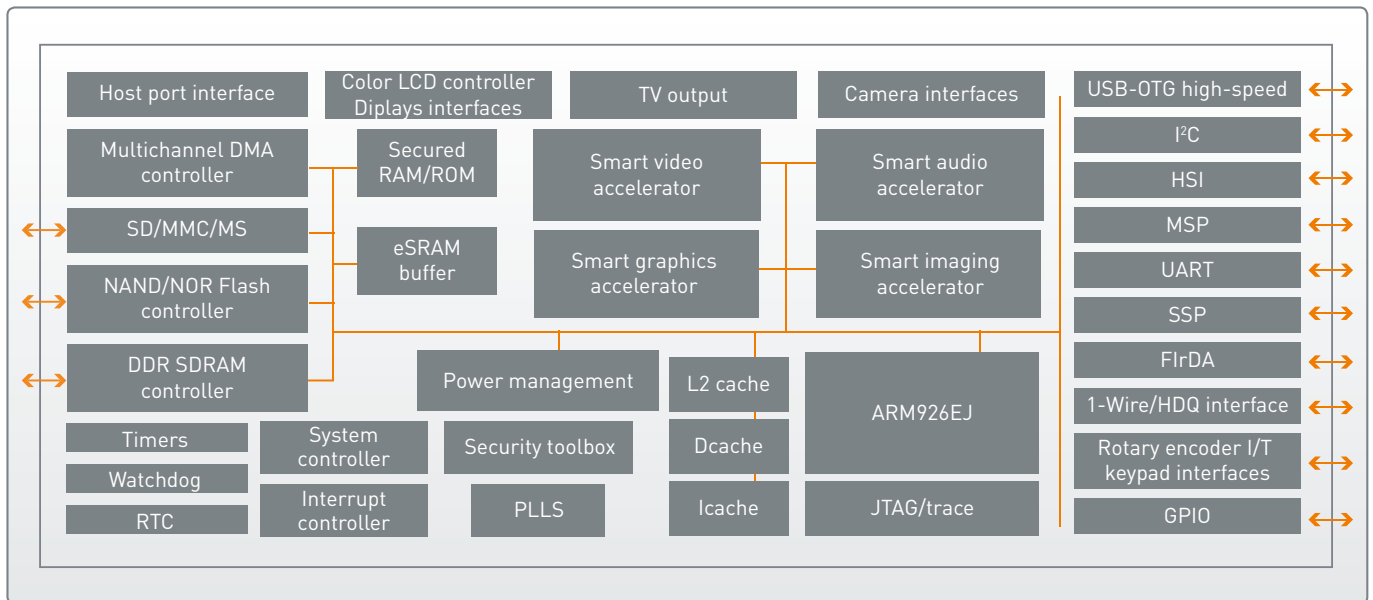 Host port interface
Color LCD controller
Diplays interfaces
TV output
Camera interfaces
USB-OTG high-speed
Multichannel DMA
controller
Secured
RAM/ROM
Smart video
accelerator
Smart audio
accelerator
I²C
HSI
SD/MMC/MS
eSRAM
buffer
MSP
NAND/NOR Flash
controller
Smart graphics
accelerator
Smart imaging
accelerator
UART
SSP
DDR SDRAM
controller
Power management
L2 cache
ARM926EJ
FIrDA
1-Wire/HDQ interface
Timers
System
controller
Security toolbox
Dcache
Rotary encoder I/T
keypad interfaces
Watchdog
Interrupt
controller
PLLS
Icache
JTAG/trace
GPIO
RTC